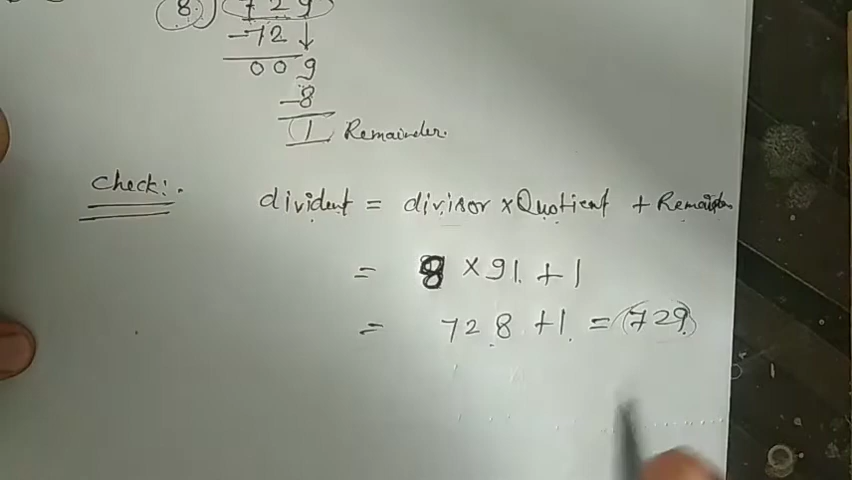 8) 729
-72
009
-8
1 Remainder.
Check:.
divident = divisor × Quotient + Remainder
= 8 × 91 + 1
= 728 + 1 = 729